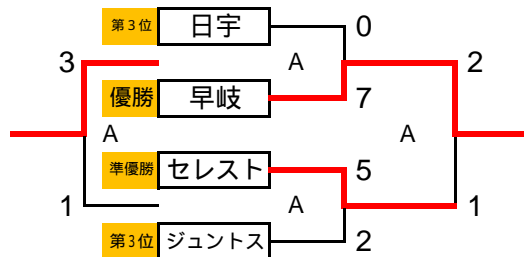 第3位 日宇 0
3 A 2
優勝 早岐 7
A A
準優勝 セレスト 5
1 A 1
第3位 ジュントス 2